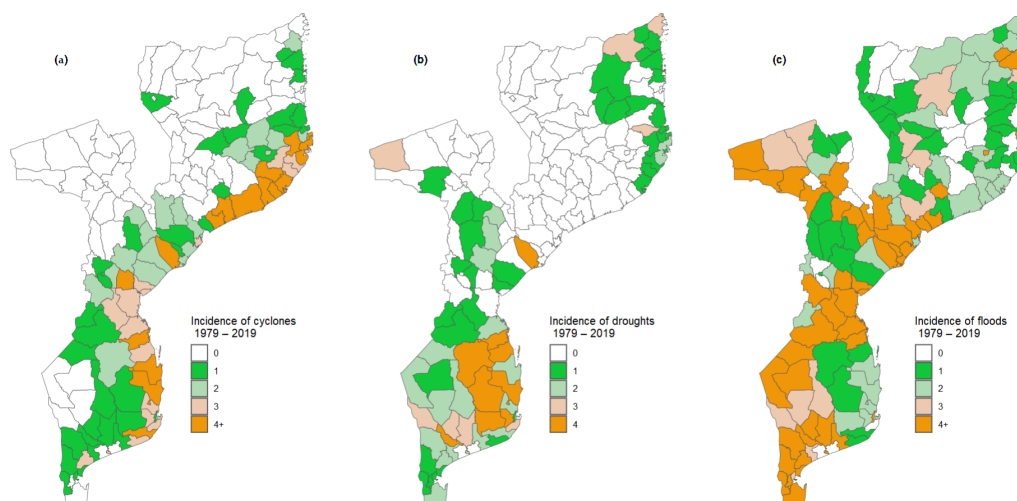 (a)
Incidence of cyclones
1979 – 2019
0
1
2
3
4+
(b)
Incidence of droughts
1979 – 2019
0
1
2
3
4
(c)
Incidence of floods
1979 – 2019
0
1
2
3
4+